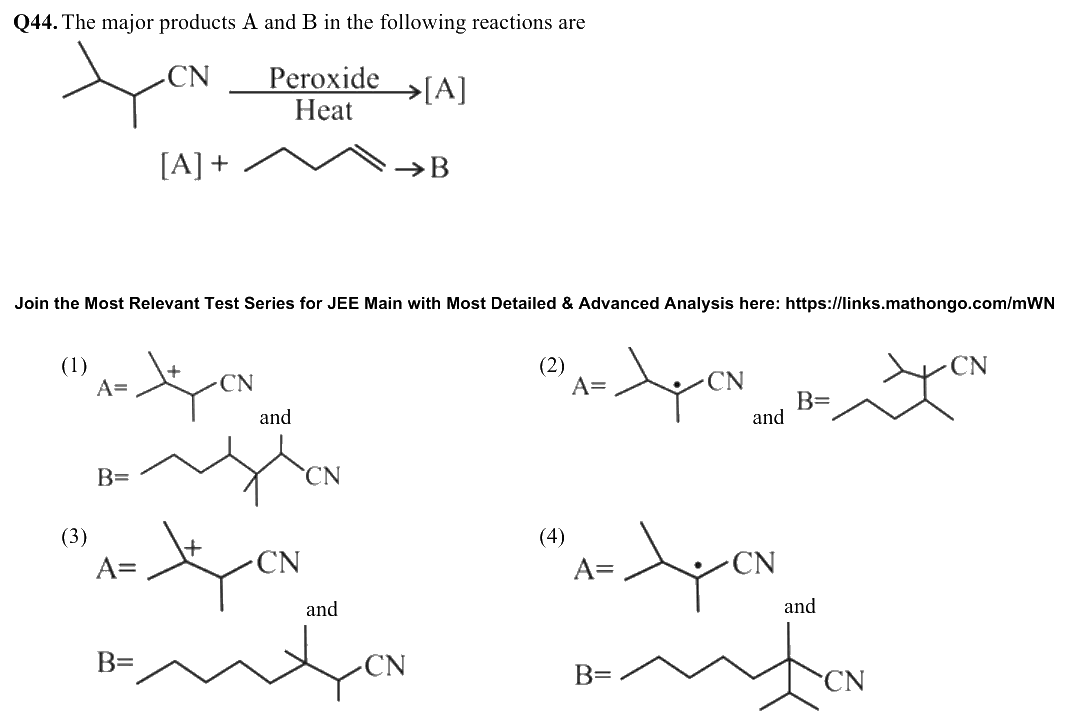 Q44. The major products A and B in the following reactions are
CN
Peroxide
Heat
[A]
[A] +
B
Join the Most Relevant Test Series for JEE Main with Most Detailed & Advanced Analysis here: https://links.mathongo.com/mWN
(1)
A=
+
CN
and
B=
CN
(2)
A=
CN
and
B=
CN
(3)
A=
+
CN
and
B=
CN
(4)
A=
CN
and
B=
CN